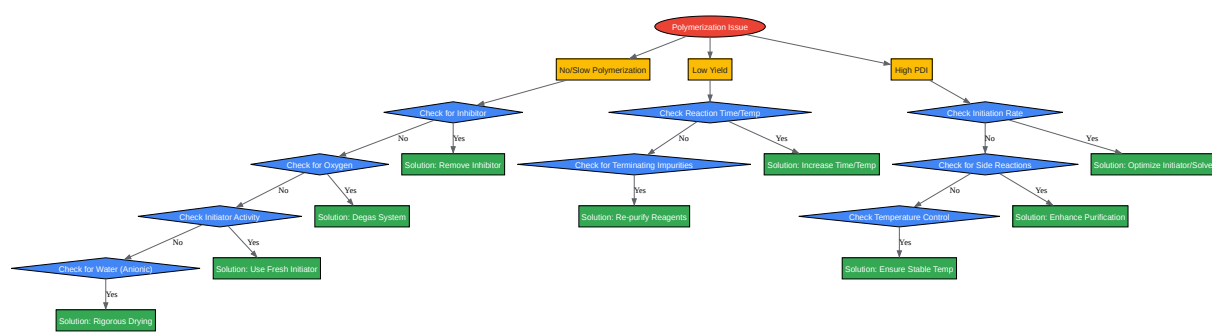 Polymerization Issue
No/Slow Polymerization
Low Yield
High PDI
Check for Inhibitor
Check Reaction Time/Temp
Check Initiation Rate
No
Yes
No
Yes
No
Yes
Check for Oxygen
Solution: Remove Inhibitor
Check for Terminating Impurities
Solution: Increase Time/Temp
Check for Side Reactions
Solution: Optimize Initiator/Solve
No
Yes
Yes
No
Yes
Check Initiator Activity
Solution: Degas System
Solution: Re-purify Reagents
Check Temperature Control
Solution: Enhance Purification
No
Yes
Yes
Check for Water (Anionic)
Solution: Use Fresh Initiator
Solution: Ensure Stable Temp
Yes
Solution: Rigorous Drying